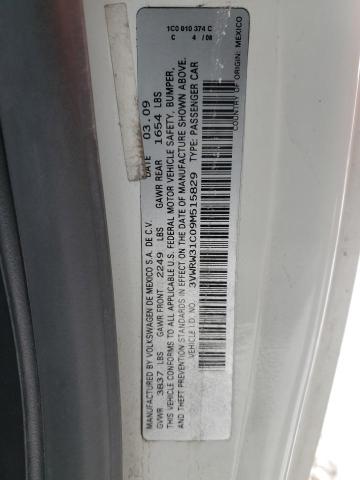 1C0 010 374 C
C 4 /08
MANUFACTURED BY VOLKSWAGEN DE MEXICO S.A. DE C.V. DATE 03.09
GVWR 3837 LBS GAWR FRONT 2249 LBS GAWR REAR 1654 LBS
THIS VEHICLE CONFORMS TO ALL APPLICABLE U.S. FEDERAL MOTOR VEHICLE SAFETY, BUMPER,
AND THEFT PREVENTION STANDARDS IN EFFECT ON THE DATE OF MANUFACTURE SHOWN ABOVE.
VEHICLE I.D. NO. 3VWRW31C09M515829 TYPE: PASSENGER CAR
COUNTRY OF ORIGIN: MEXICO